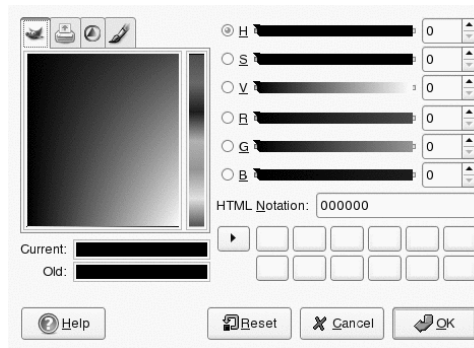 H 0
S 0
V 0
R 0
G 0
B 0
HTML Notation: 000000
Current:
Old:
Help Reset Cancel OK